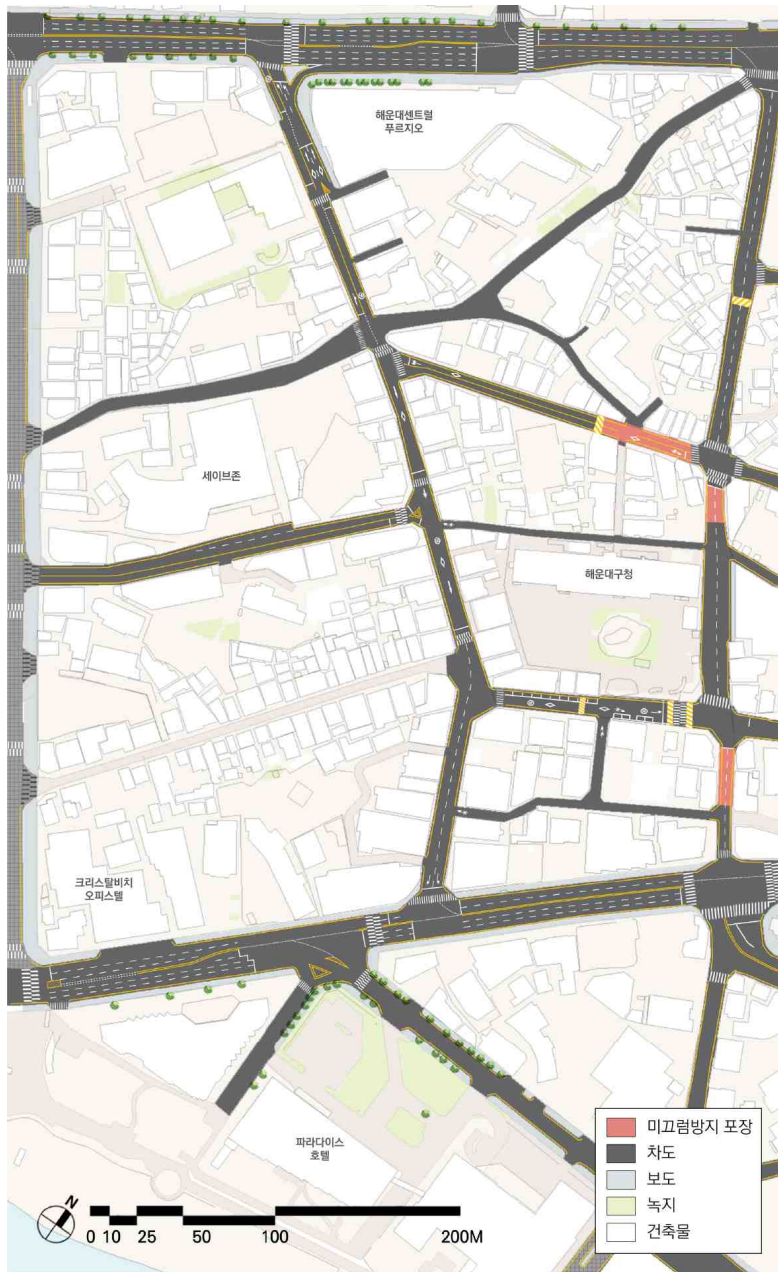 해운대센트럴
푸르지오
세이브존
해운대구청
크리스탈비치
오피스텔
파라다이스
호텔
미끄럼방지 포장
차도
보도
녹지
건축물
N
0 10 25 50 100 200M